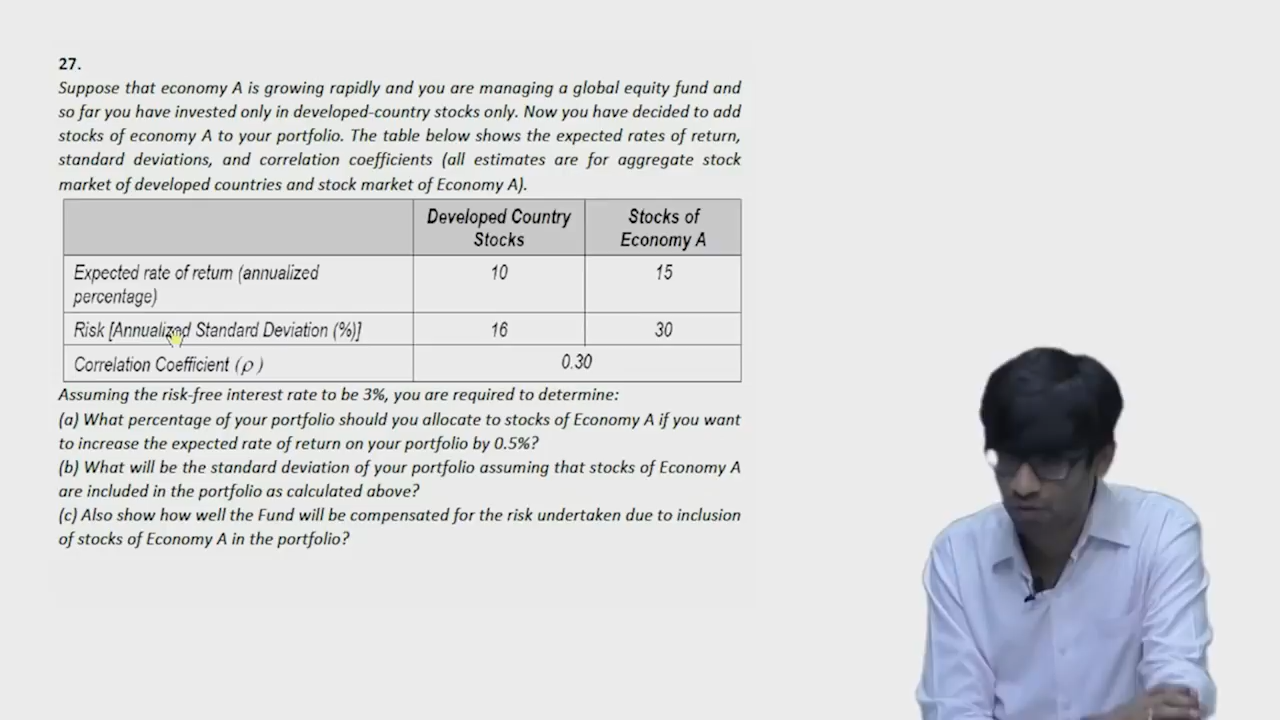 27.
Suppose that economy A is growing rapidly and you are managing a global equity fund and
so far you have invested only in developed-country stocks only. Now you have decided to add
stocks of economy A to your portfolio. The table below shows the expected rates of return,
standard deviations, and correlation coefficients (all estimates are for aggregate stock
market of developed countries and stock market of Economy A).
Developed Country Stocks of
Stocks Economy A
Expected rate of return (annualized 10 15
percentage)
Risk [Annualized Standard Deviation (%)] 16 30
Correlation Coefficient (ρ) 0.30
Assuming the risk-free interest rate to be 3%, you are required to determine:
(a) What percentage of your portfolio should you allocate to stocks of Economy A if you want
to increase the expected rate of return on your portfolio by 0.5%?
(b) What will be the standard deviation of your portfolio assuming that stocks of Economy A
are included in the portfolio as calculated above?
(c) Also show how well the Fund will be compensated for the risk undertaken due to inclusion
of stocks of Economy A in the portfolio?